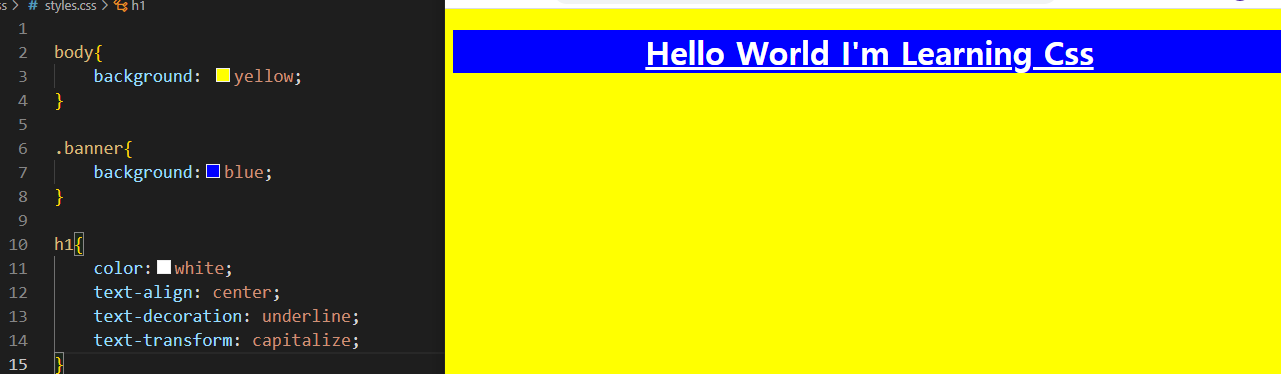 ss > # styles.css > h1
1
2 body{
3 background: yellow;
4 }
5
6 .banner{
7 background: blue;
8 }
9
10 h1{
11 color: white;
12 text-align: center;
13 text-decoration: underline;
14 text-transform: capitalize;
15 }
Hello World I'm Learning Css